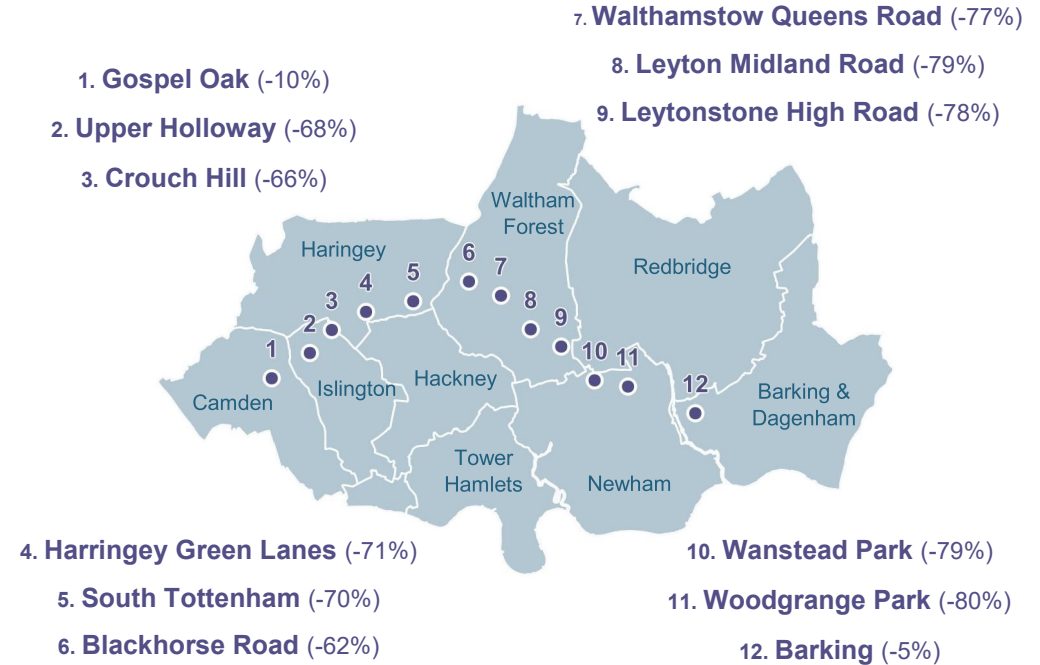 7. Walthamstow Queens Road (-77%)
8. Leyton Midland Road (-79%)
9. Leytonstone High Road (-78%)
1. Gospel Oak (-10%)
2. Upper Holloway (-68%)
3. Crouch Hill (-66%)
Waltham
Forest
Haringey
Redbridge
6
7
5
4
3
8
9
2
1
10
11
12
Camden
Islington
Hackney
Barking &
Dagenham
Tower
Hamlets
Newham
4. Harringey Green Lanes (-71%)
5. South Tottenham (-70%)
6. Blackhorse Road (-62%)
10. Wanstead Park (-79%)
11. Woodgrange Park (-80%)
12. Barking (-5%)